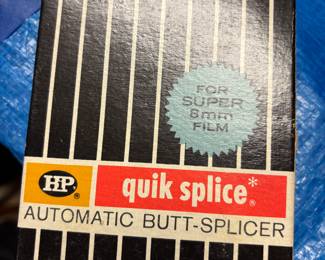 FOR
SUPER
8mm
FILM
HP®
quik splice*®
AUTOMATIC BUTT-SPLICER